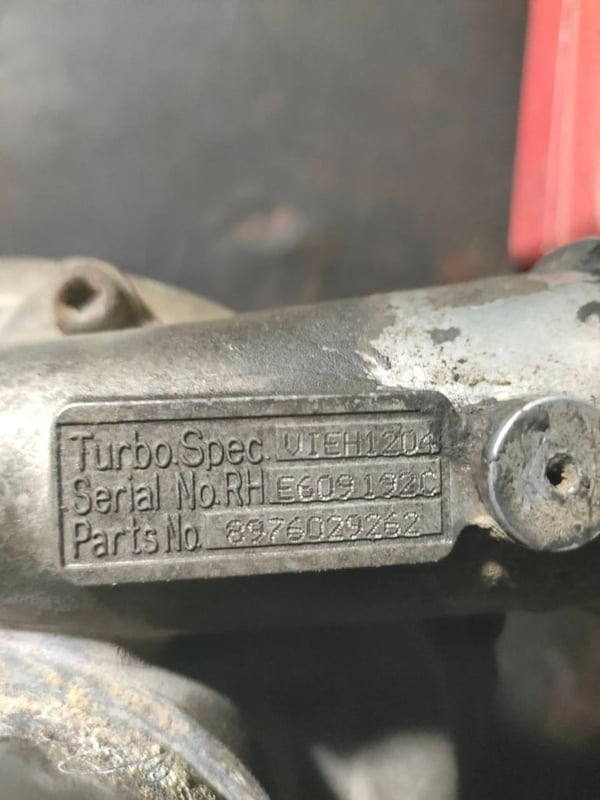 Turbo.Spec. VIEH1204
Serial No.RH E609192C
Parts No. 8976029262